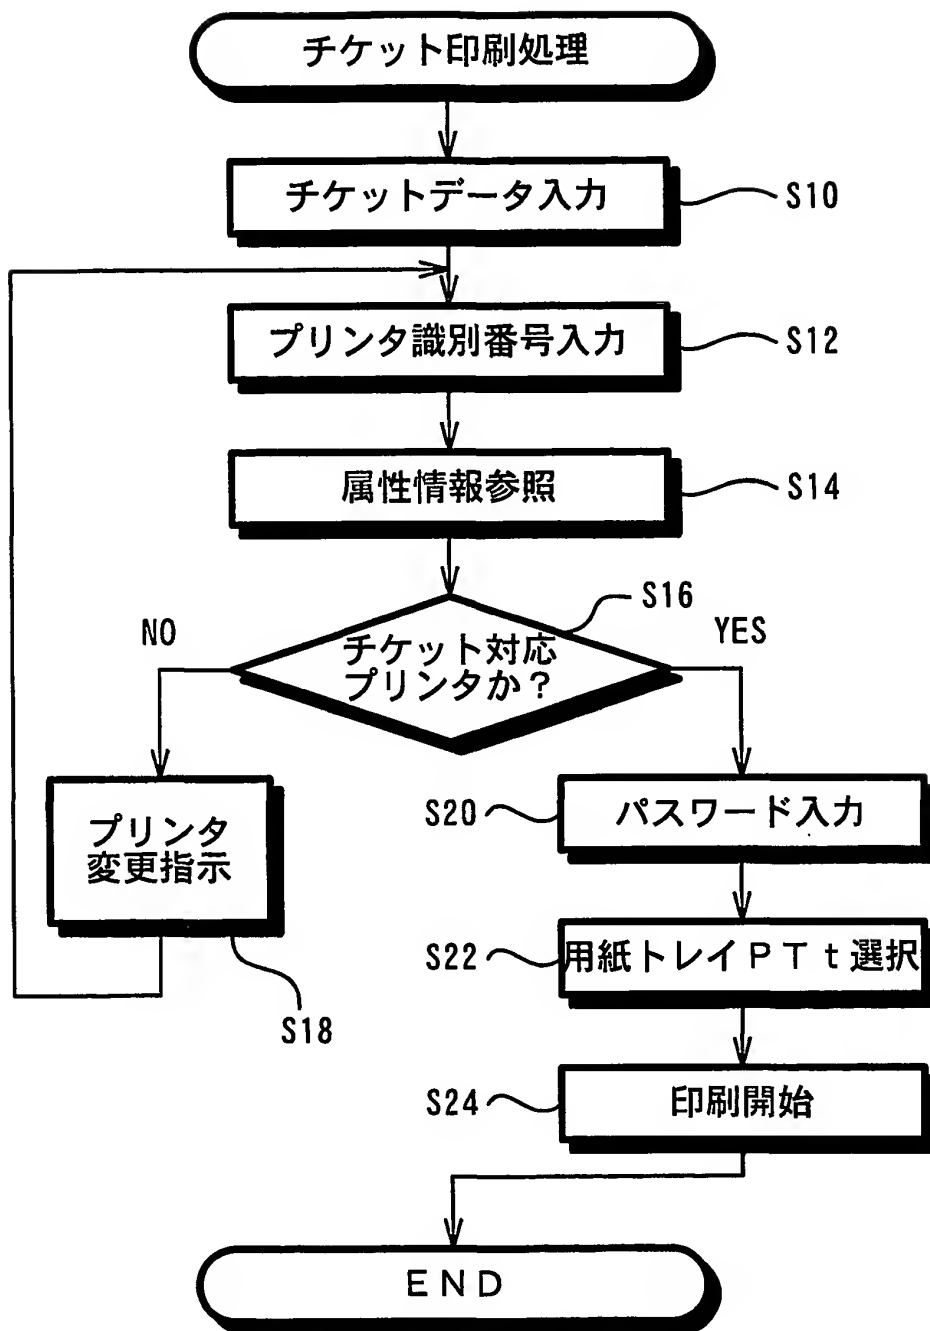 チケット印刷処理
チケットデータ入力
S10
プリンタ識別番号入力
S12
属性情報参照
S14
S16
NO
YES
チケット対応
プリンタか？
プリンタ
変更指示
S18
S20
パスワード入力
S22
用紙トレイＰＴｔ選択
S24
印刷開始
ＥＮＤ